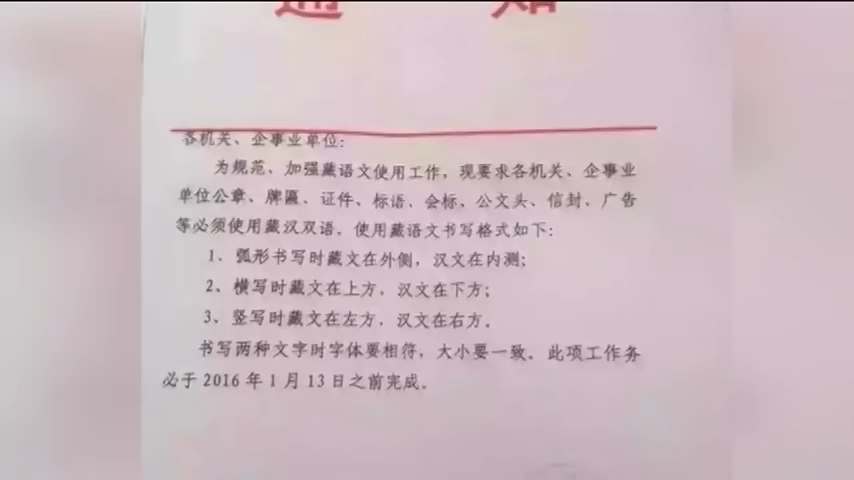 通 知
各机关、企事业单位:
为规范、加强藏语文使用工作，现要求各机关、企事业
单位公章、牌匾、证件、标语、会标、公文头、信封、广告
等必须使用藏汉双语。使用藏语文书写格式如下:
1、弧形书写时藏文在外侧，汉文在内测;
2、横写时藏文在上方，汉文在下方;
3、竖写时藏文在左方，汉文在右方。
书写两种文字时字体要相符，大小要一致。此项工作务
必于 2016 年 1 月 13 日之前完成。